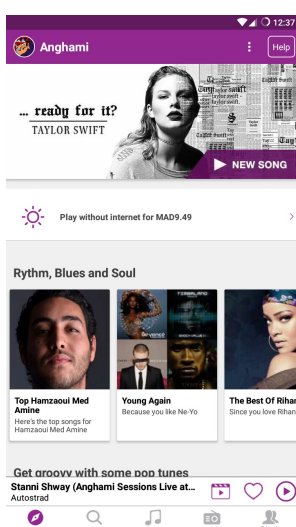 12:37
Anghami
Help
... ready for it?
TAYLOR SWIFT
NEW SONG
Play without internet for MAD9.49
Rythm, Blues and Soul
Top Hamzaoui Med Amine
Here's the top songs for Hamzaoui Med Amine
Young Again
Because you like Ne-Yo
The Best Of Rihan
Since you love Rihan
Get groovy with some pop tunes
Stanni Shway (Anghami Sessions Live at...
Autostrad